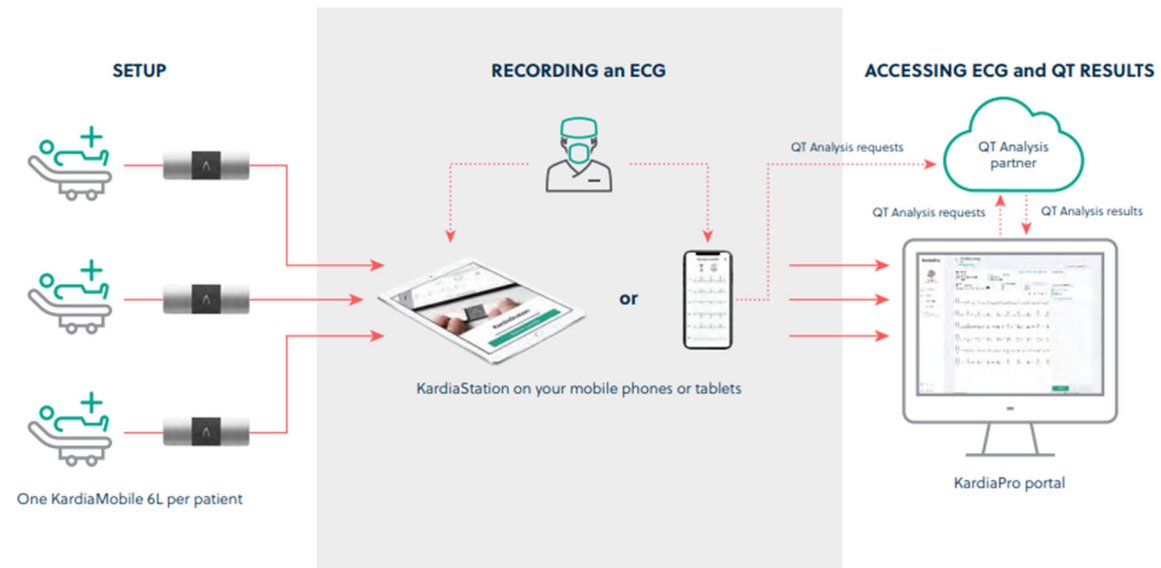 SETUP
RECORDING an ECG
ACCESSING ECG and QT RESULTS
QT Analysis requests
QT Analysis
partner
QT Analysis requests
QT Analysis results
KardiaStation
or
KardiaStation on your mobile phones or tablets
One KardiaMobile 6L per patient
KardiaPro portal